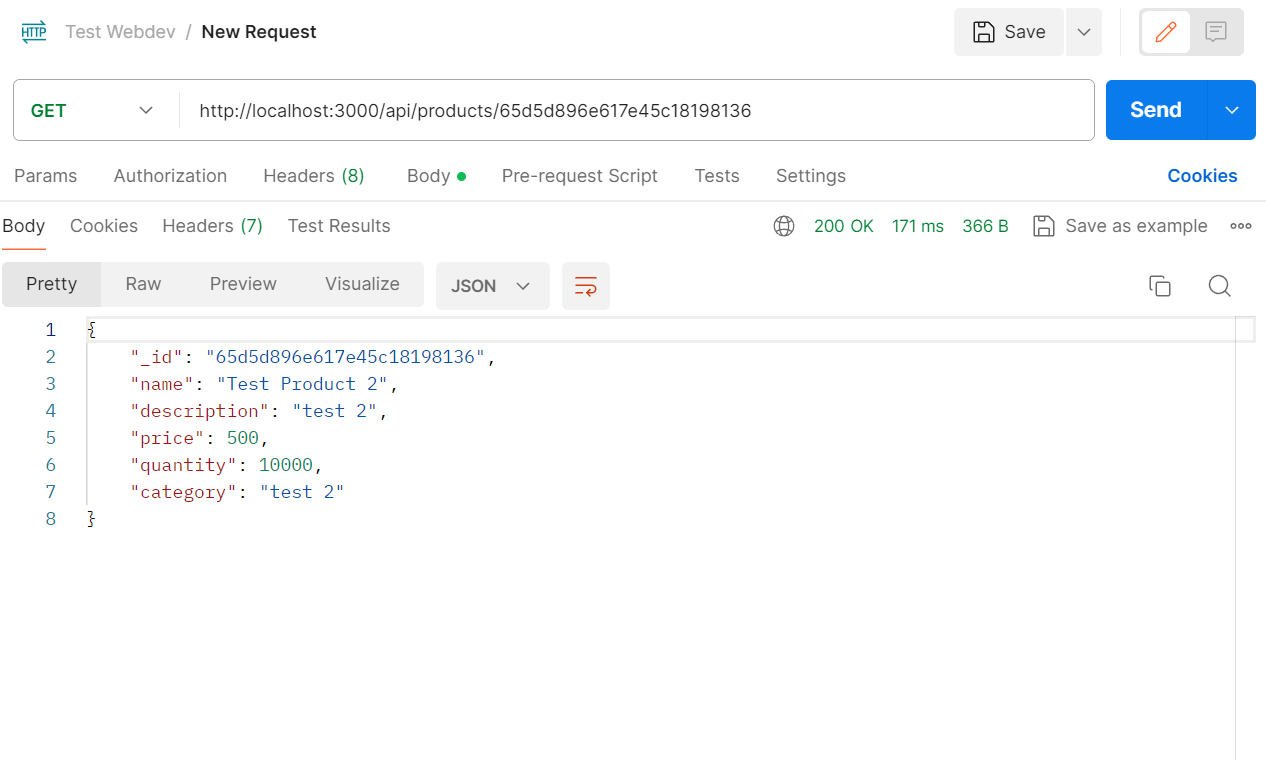 HTTP Test Webdev / New Request Save
GET http://localhost:3000/api/products/65d5d896e617e45c18198136 Send
Params Authorization Headers (8) Body Pre-request Script Tests Settings Cookies
Body Cookies Headers (7) Test Results 200 OK 171 ms 366 B Save as example
Pretty Raw Preview Visualize JSON
1 {
2 "_id": "65d5d896e617e45c18198136",
3 "name": "Test Product 2",
4 "description": "test 2",
5 "price": 500,
6 "quantity": 10000,
7 "category": "test 2"
8 }